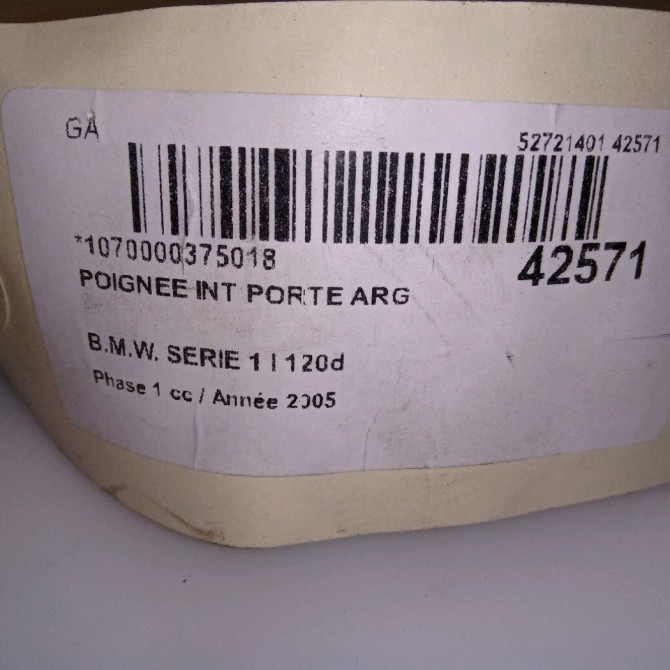 GA
52721401 42571
*1070000375018
42571
POIGNEE INT PORTE ARG
B.M.W. SERIE 1 I 120d
Phase 1 cc / Année 2005